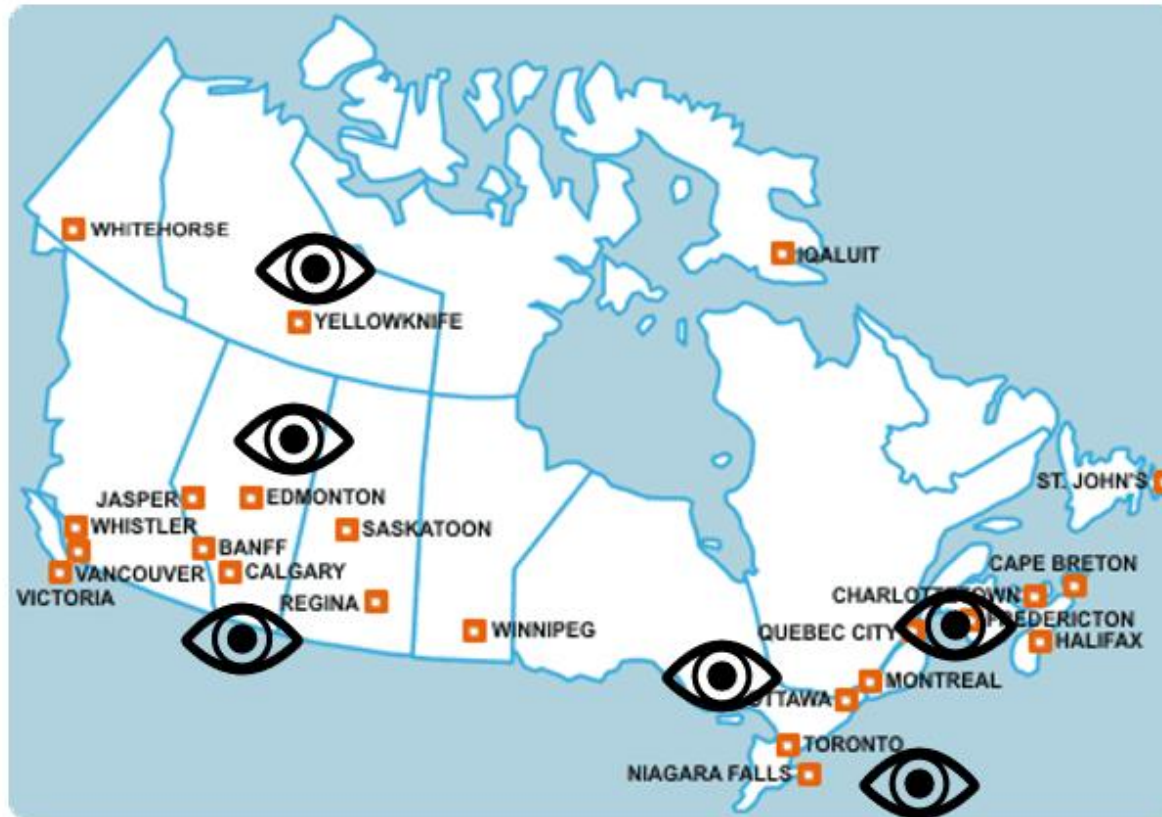 WHITEHORSE
IQALUIT
YELLOWKNIFE
ST. JOHN'S
JASPER
EDMONTON
WHISTLER
SASKATOON
BANFF
CAPE BRETON
VANCOUVER
CALGARY
CHARLOTTETOWN
VICTORIA
REGINA
FREDERICTON
WINNIPEG
QUEBEC CITY
HALIFAX
MONTREAL
OTTAWA
TORONTO
NIAGARA FALLS